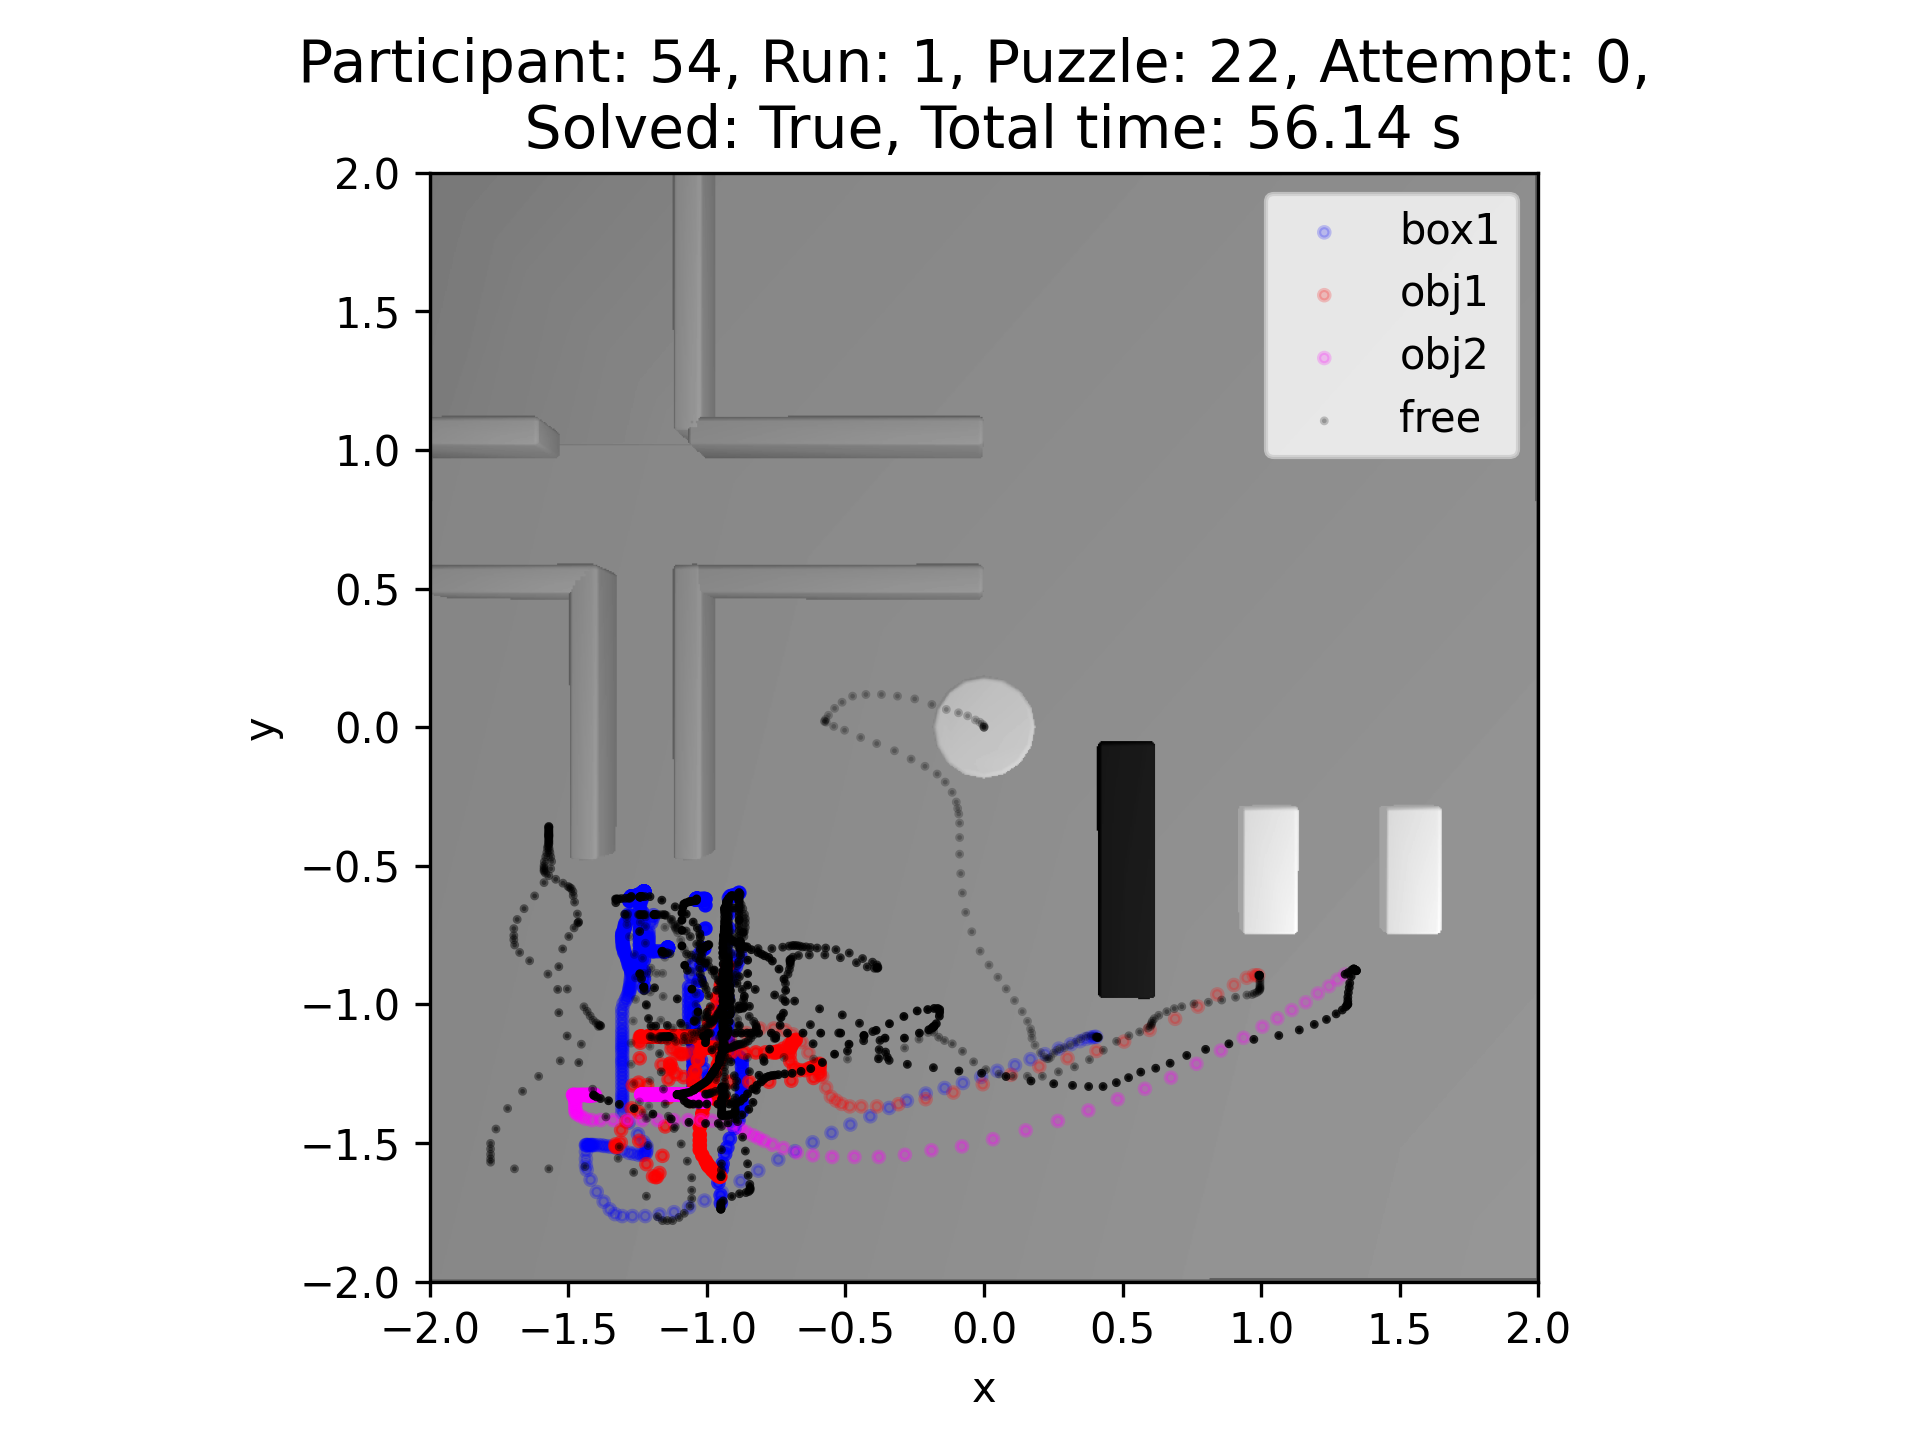 Participant: 54, Run: 1, Puzzle: 22, Attempt: 0,
Solved: True, Total time: 56.14 s
2.0
1.5
1.0
0.5
0.0
−0.5
−1.0
−1.5
−2.0
y
box1
obj1
obj2
free
−2.0 −1.5 −1.0 −0.5 0.0 0.5 1.0 1.5 2.0
x